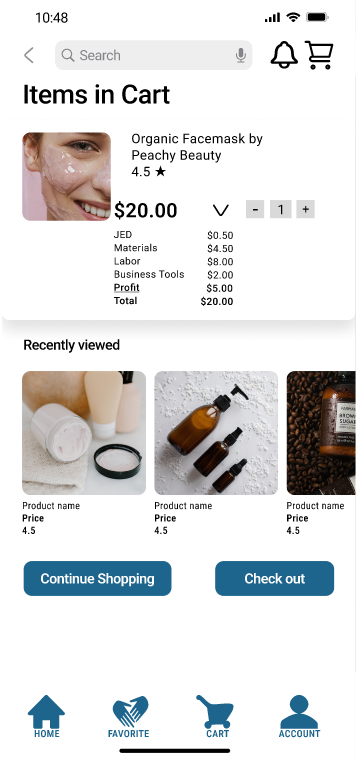 10:48
Search
Items in Cart
Organic Facemask by
Peachy Beauty
4.5 ★
$20.00 - 1 +
JED $0.50
Materials $4.50
Labor $8.00
Business Tools $2.00
Profit $5.00
Total $20.00
Recently viewed
BROWN
SUGAR
Product name Product name Product name
Price Price Price
4.5 4.5 4.5
Continue Shopping Check out
HOME FAVORITE CART ACCOUNT